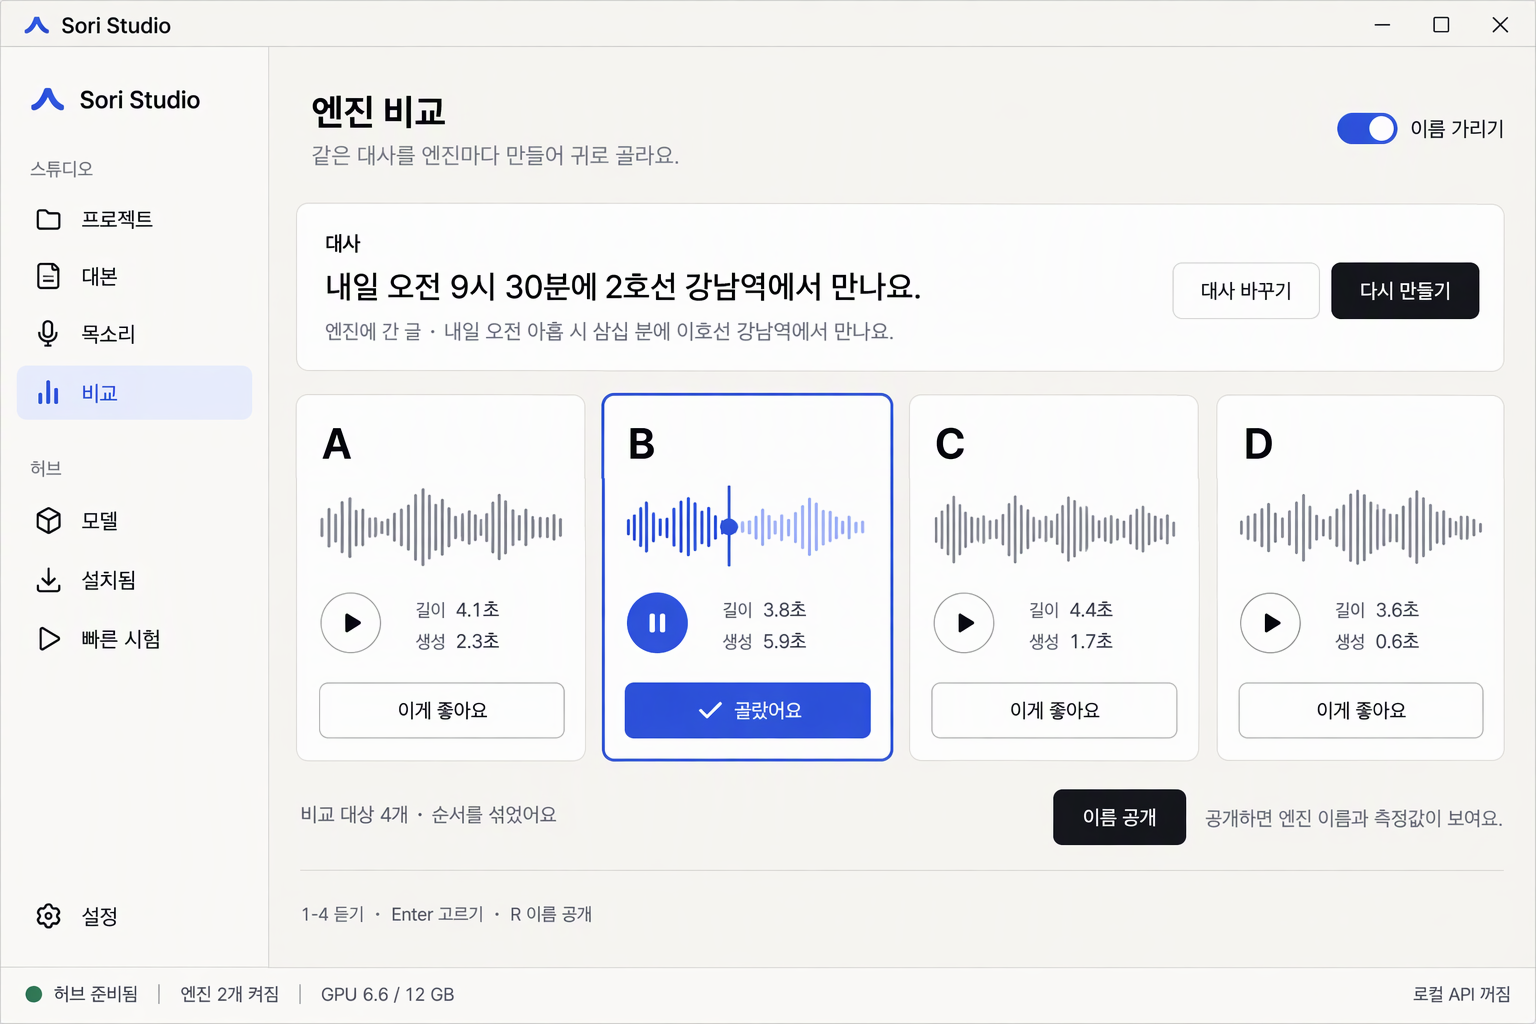 Sori Studio
Sori Studio
스튜디오
프로젝트
대본
목소리
비교
허브
모델
설치됨
빠른 시험
설정
엔진 비교
같은 대사를 엔진마다 만들어 귀로 골라요.
이름 가리기
대사
내일 오전 9시 30분에 2호선 강남역에서 만나요.
엔진에 간 글 · 내일 오전 아홉 시 삼십 분에 이호선 강남역에서 만나요.
대사 바꾸기
다시 만들기
A
길이 4.1초
생성 2.3초
이게 좋아요
B
길이 3.8초
생성 5.9초
골랐어요
C
길이 4.4초
생성 1.7초
이게 좋아요
D
길이 3.6초
생성 0.6초
이게 좋아요
비교 대상 4개 · 순서를 섞었어요
이름 공개
공개하면 엔진 이름과 측정값이 보여요.
1-4 듣기 · Enter 고르기 · R 이름 공개
허브 준비됨
엔진 2개 켜짐
GPU 6.6 / 12 GB
로컬 API 꺼짐